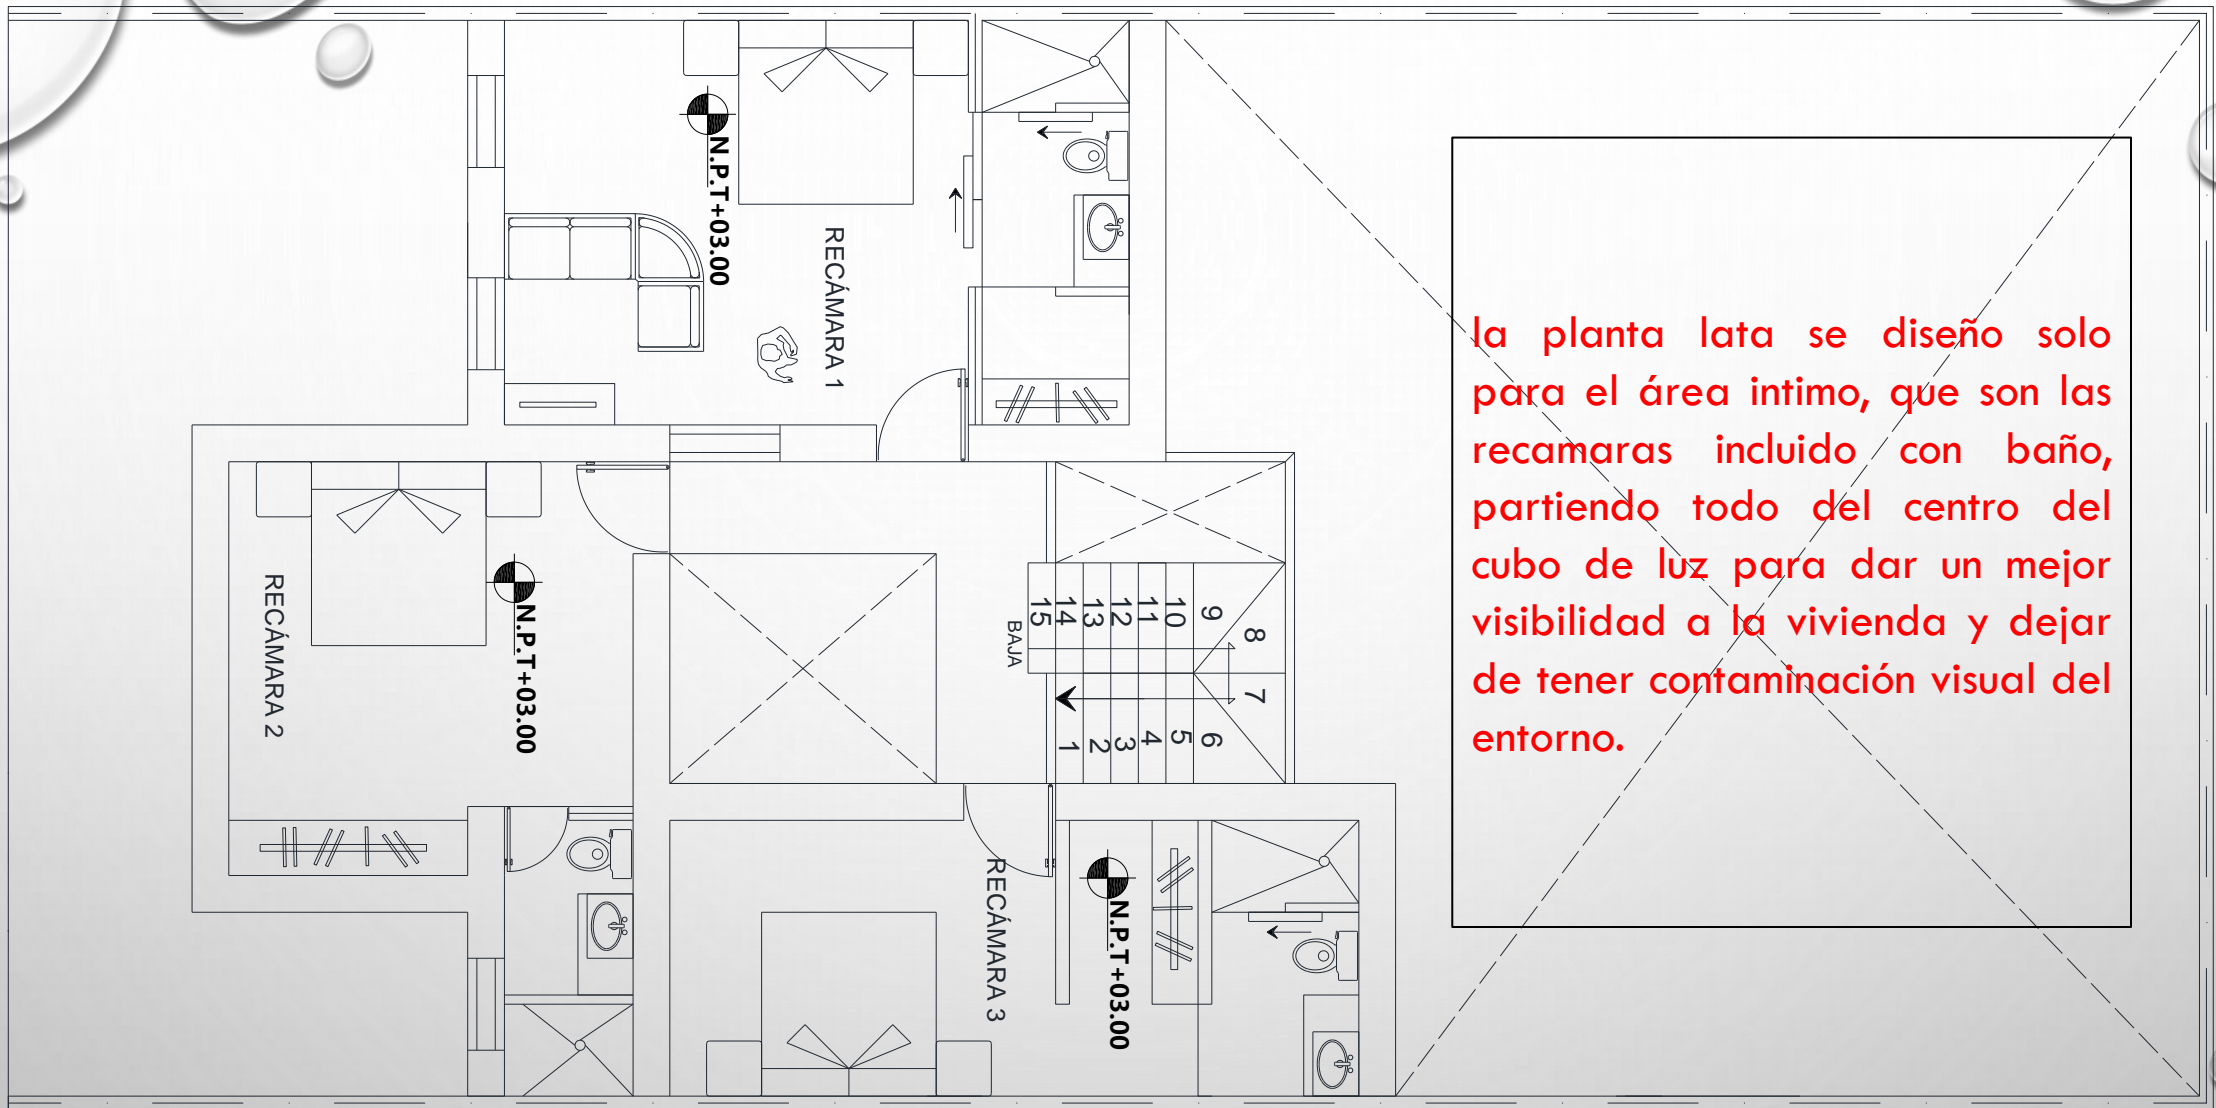 N.P.T+03.00
RECÁMARA 1
RECÁMARA 2
N.P.T+03.00
BAJA
15
14
13
12
11
10
9
8
7
6
5
4
3
2
1
RECÁMARA 3
N.P.T+03.00
la planta lata se diseño solo
para el área intimo, que son las
recamaras incluido con baño,
partiendo todo del centro del
cubo de luz para dar un mejor
visibilidad a la vivienda y dejar
de tener contaminación visual del
entorno.